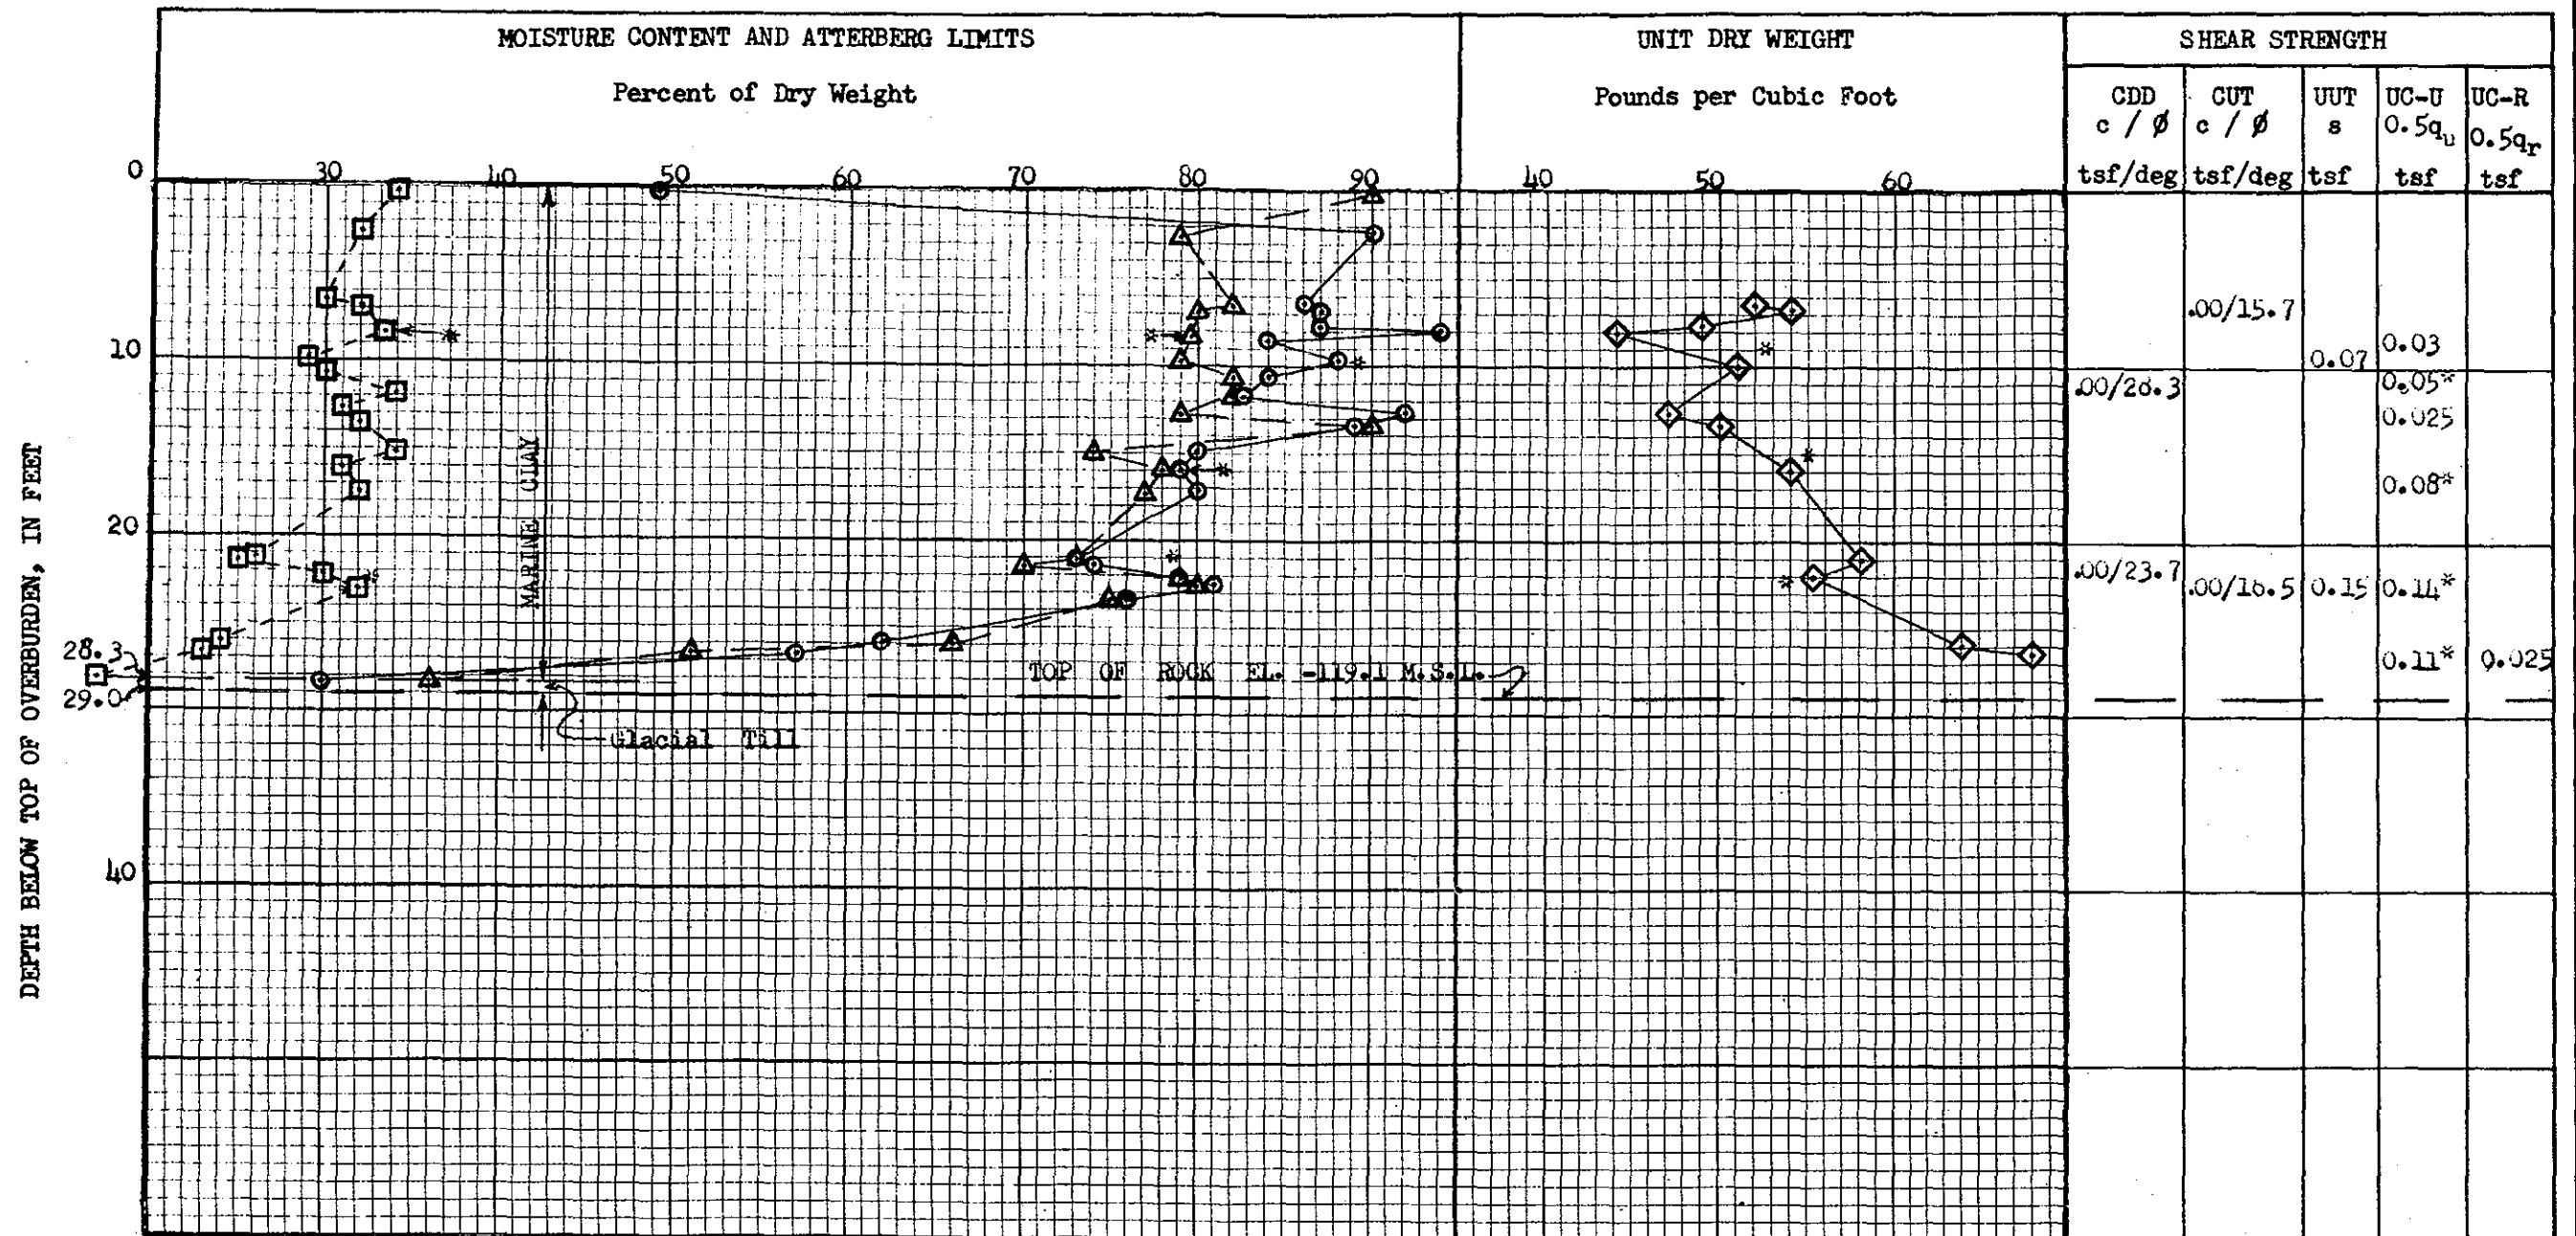 MOISTURE CONTENT AND ATTERBERG LIMITS
Percent of Dry Weight
UNIT DRY WEIGHT
Pounds per Cubic Foot
SHEAR STRENGTH
CDD CUT UUT UC-U UC-R
c / Ø c / Ø s 0.5qu 0.5qr
tsf/deg tsf/deg tsf tsf tsf
0 30 40 50 60 70 80 90 40 50 60
.00/15.7
*
*
*
10
0.03
0.07
*
.00/28.3 0.05*
0.025
DEPTH BELOW TOP OF OVERBURDEN, IN FEET
MARINE CLAY
*
*
0.08*
20
*
*
*
.00/23.7
.00/16.5 0.15 0.14*
28.3
0.11* 0.025
TOP OF ROCK EL. -119.1 M.S.L.
29.0
Glacial Till
40